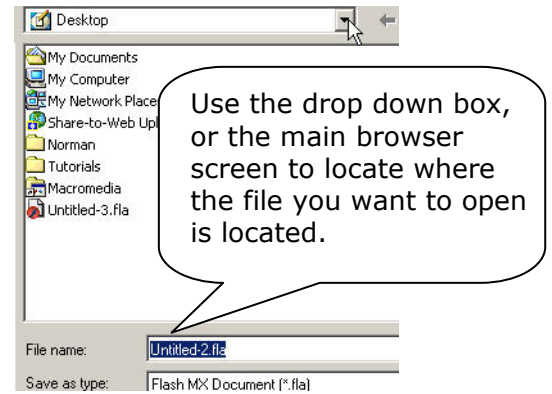 Desktop
My Documents
My Computer
My Network Place
Share-to-Web Upl
Norman
Tutorials
Macromedia
Untitled-3.fla
Use the drop down box,
or the main browser
screen to locate where
the file you want to open
is located.
File name: Untitled-2.fla
Save as type: Flash MX Document (*.fla)